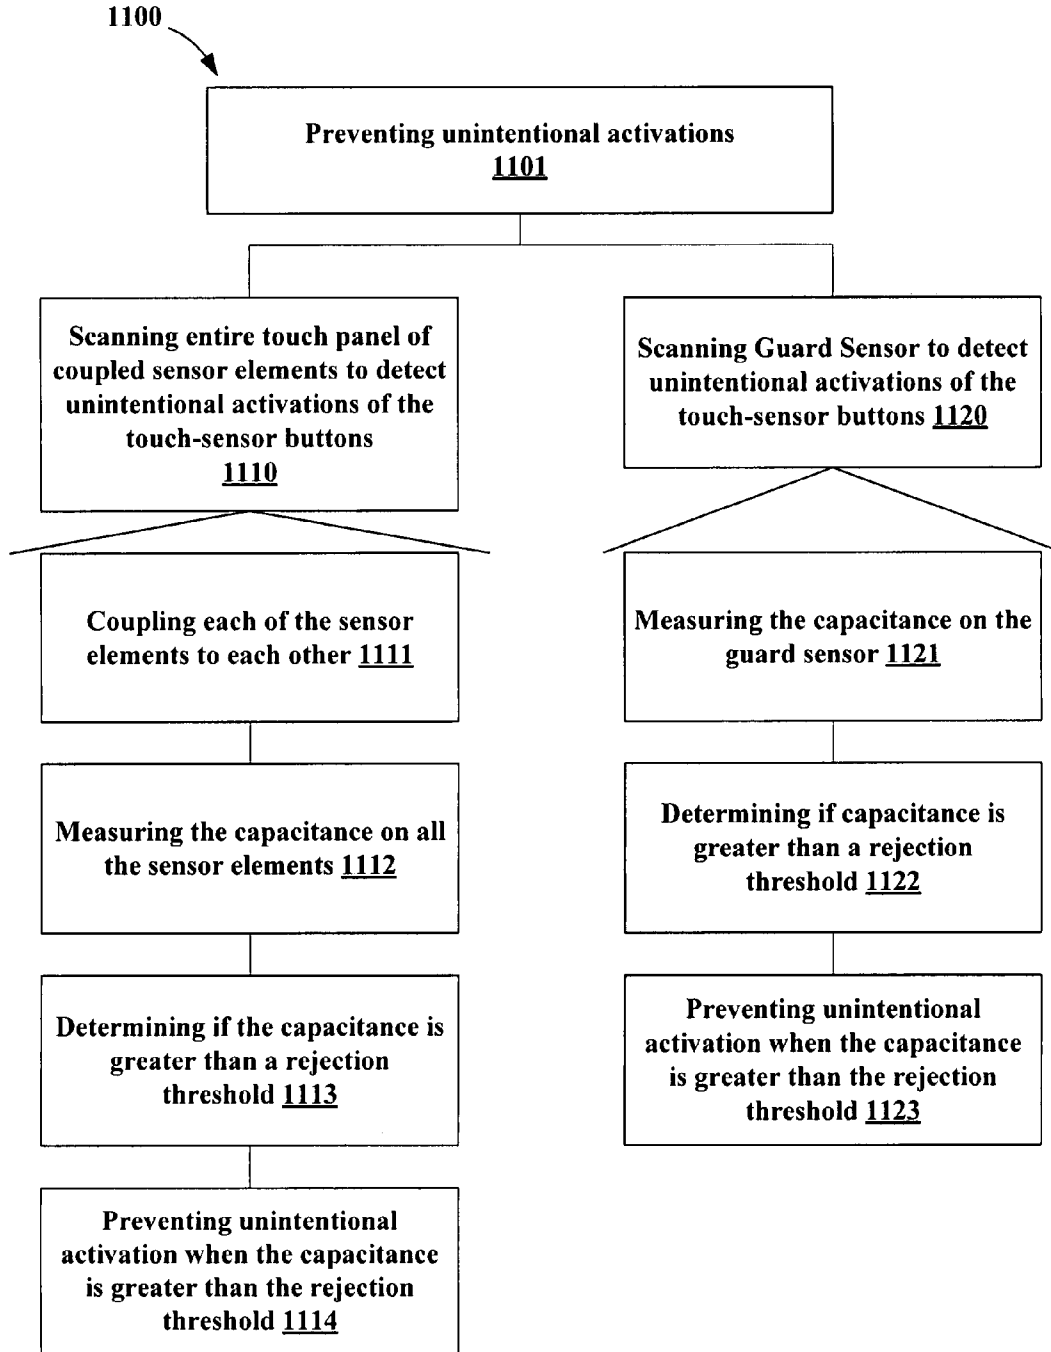 1100
Preventing unintentional activations
1101
Scanning entire touch panel of
coupled sensor elements to detect
unintentional activations of the
touch-sensor buttons
1110
Coupling each of the sensor
elements to each other 1111
Measuring the capacitance on all
the sensor elements 1112
Determining if the capacitance is
greater than a rejection
threshold 1113
Preventing unintentional
activation when the capacitance
is greater than the rejection
threshold 1114
Scanning Guard Sensor to detect
unintentional activations of the
touch-sensor buttons 1120
Measuring the capacitance on the
guard sensor 1121
Determining if capacitance is
greater than a rejection
threshold 1122
Preventing unintentional
activation when the capacitance
is greater than the rejection
threshold 1123